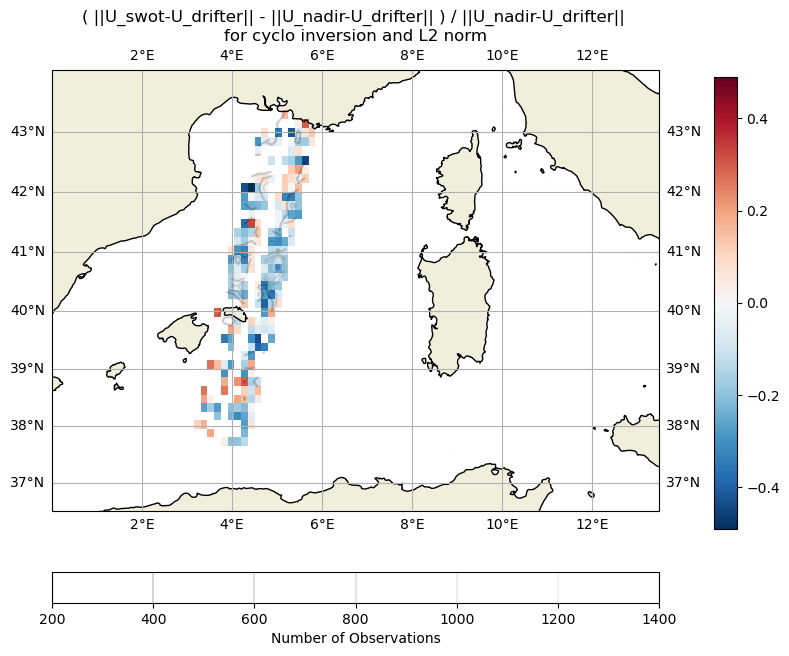 ( ||U_swot-U_drifter|| - ||U_nadir-U_drifter|| ) / ||U_nadir-U_drifter||
for cyclo inversion and L2 norm
2°E 4°E 6°E 8°E 10°E 12°E
43°N 43°N
42°N 42°N
41°N 41°N
40°N 40°N
39°N 39°N
38°N 38°N
37°N 37°N
2°E 4°E 6°E 8°E 10°E 12°E
0.4
0.2
0.0
−0.2
−0.4
200 400 600 800 1000 1200 1400
Number of Observations